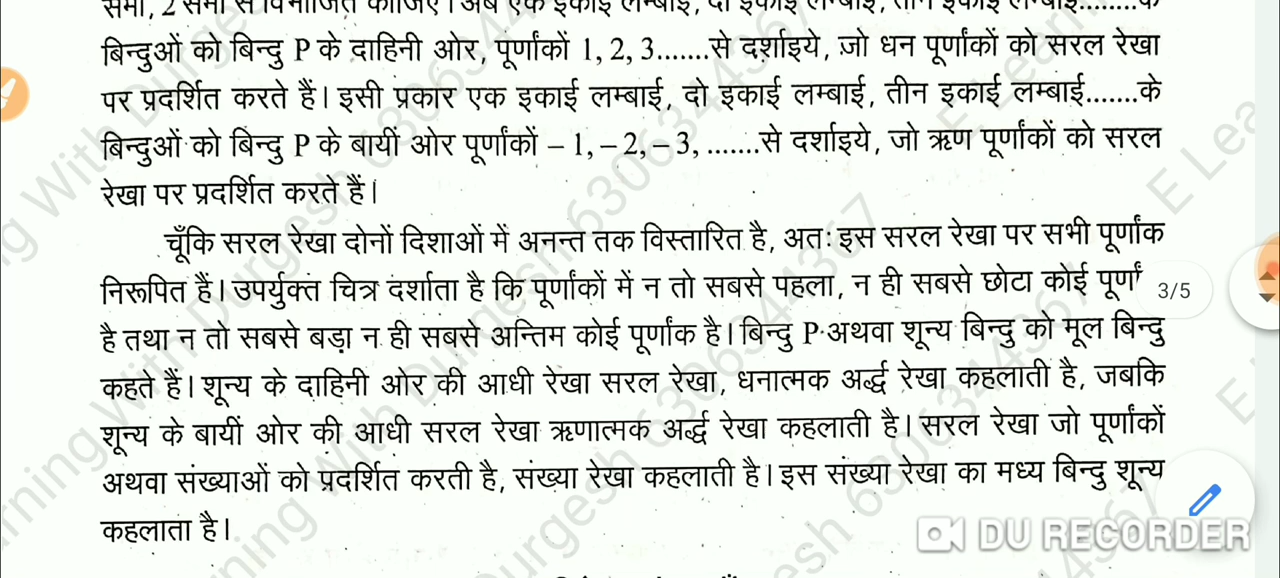 समा, 2 समा से विभाजित कीजिए। अब एक इकाई लम्बाई, दो इकाई लम्बाई, तीन इकाई लम्बाई........के
बिन्दुओं को बिन्दु P के दाहिनी ओर, पूर्णांकों 1, 2, 3.......से दर्शाइये, जो धन पूर्णांकों को सरल रेखा
पर प्रदर्शित करते हैं। इसी प्रकार एक इकाई लम्बाई, दो इकाई लम्बाई, तीन इकाई लम्बाई.......के
बिन्दुओं को बिन्दु P के बायीं ओर पूर्णांकों – 1, – 2, – 3, .......से दर्शाइये, जो ऋण पूर्णांकों को सरल
रेखा पर प्रदर्शित करते हैं।
चूँकि सरल रेखा दोनों दिशाओं में अनन्त तक विस्तारित है, अतः इस सरल रेखा पर सभी पूर्णांक
निरूपित हैं। उपर्युक्त चित्र दर्शाता है कि पूर्णांकों में न तो सबसे पहला, न ही सबसे छोटा कोई पूर्णां
3/5
है तथा न तो सबसे बड़ा न ही सबसे अन्तिम कोई पूर्णांक है। बिन्दु P अथवा शून्य बिन्दु को मूल बिन्दु
कहते हैं। शून्य के दाहिनी ओर की आधी रेखा सरल रेखा, धनात्मक अर्द्ध रेखा कहलाती है, जबकि
शून्य के बायीं ओर की आधी सरल रेखा ऋणात्मक अर्द्ध रेखा कहलाती है। सरल रेखा जो पूर्णांकों
अथवा संख्याओं को प्रदर्शित करती है, संख्या रेखा कहलाती है। इस संख्या रेखा का मध्य बिन्दु शून्य
कहलाता है।
DU RECORDER